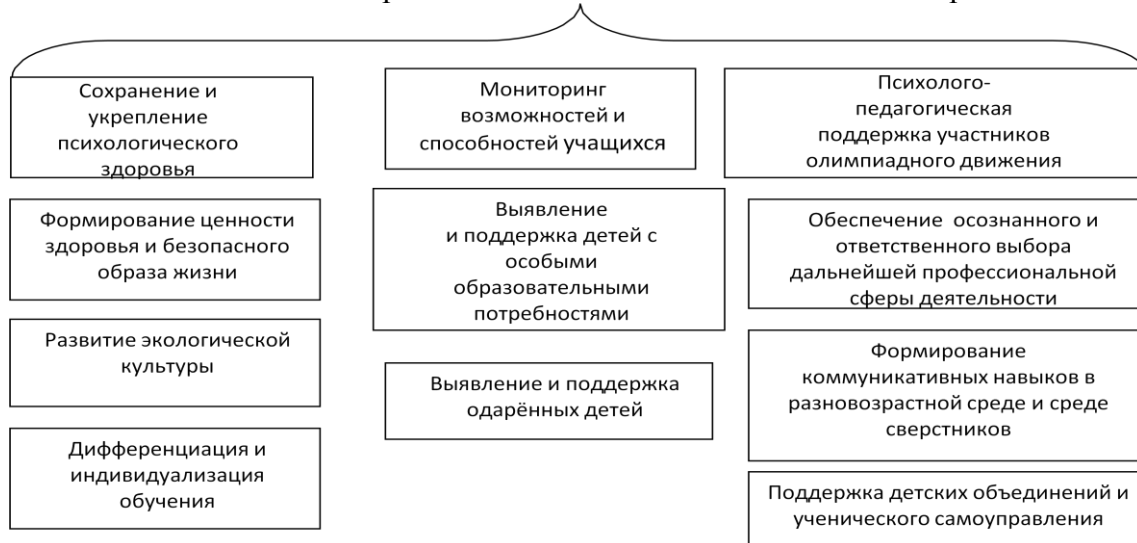 Сохранение и
укрепление
психологического
здоровья
Формирование ценности
здоровья и безопасного
образа жизни
Развитие экологической
культуры
Дифференциация и
индивидуализация
обучения
Мониторинг
возможностей и
способностей учащихся
Выявление
и поддержка детей с
особыми
образовательными
потребностями
Выявление и поддержка
одарённых детей
Психолого-
педагогическая
поддержка участников
олимпиадного движения
Обеспечение осознанного и
ответственного выбора
дальнейшей профессиональной
сферы деятельности
Формирование
коммуникативных навыков в
разновозрастной среде и среде
сверстников
Поддержка детских объединений и
ученического самоуправления